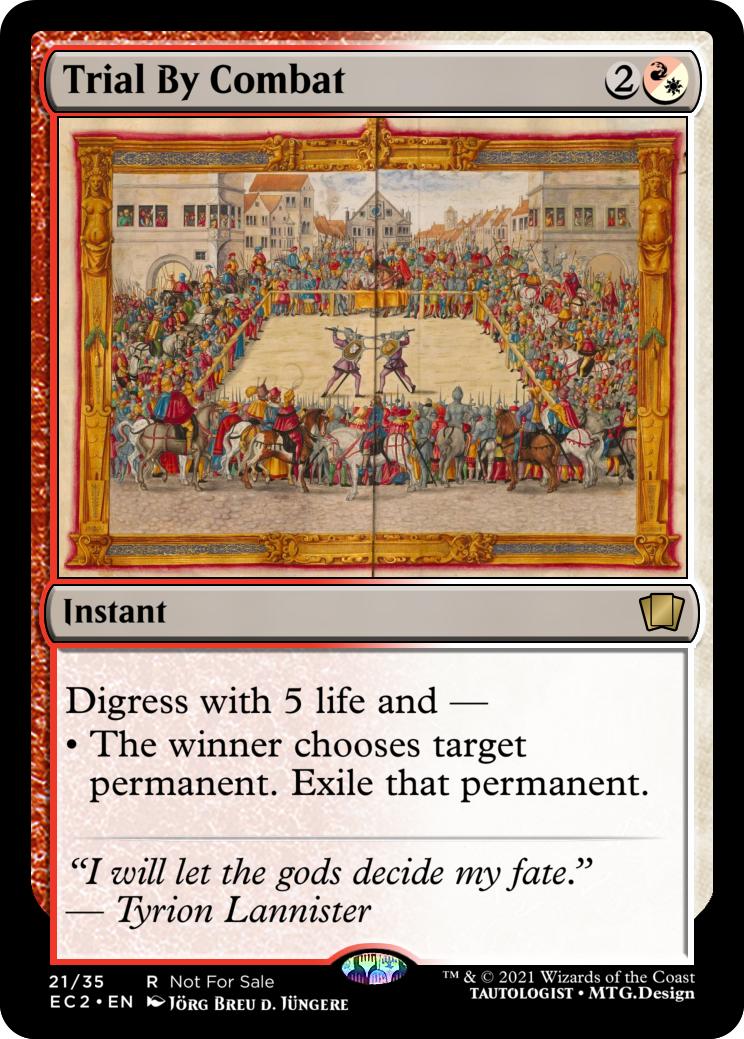 Trial By Combat 2
Instant
Digress with 5 life and —
• The winner chooses target
permanent. Exile that permanent.
“I will let the gods decide my fate.”
— Tyrion Lannister
21/35 R Not For Sale
EC2 • EN Jörg Breu d. Jüngere
™ & © 2021 Wizards of the Coast
TAUTOLOGIST • MTG.Design